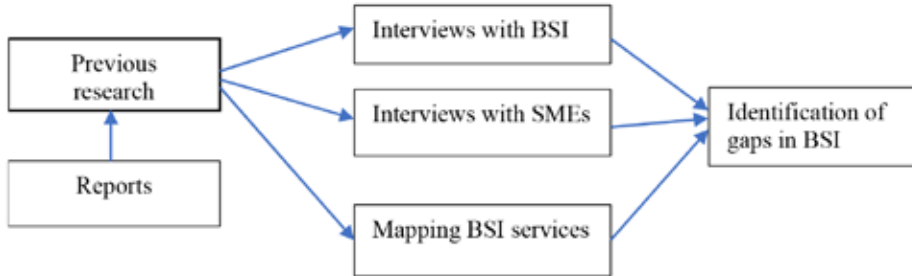 Previous
research
Reports
Interviews with BSI
Interviews with SMEs
Mapping BSI services
Identification of
gaps in BSI